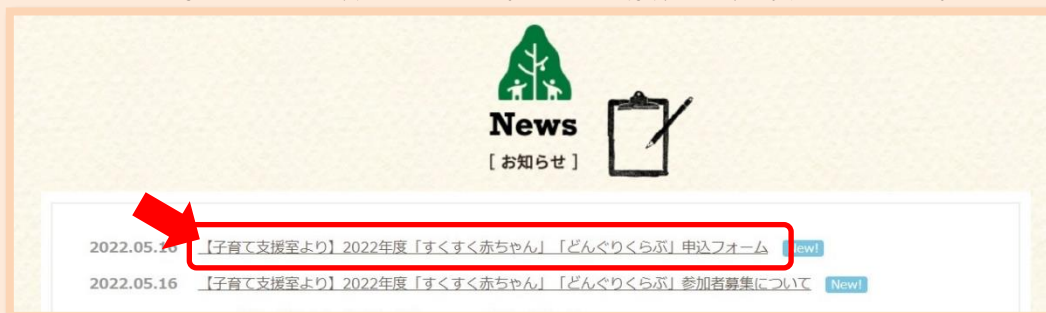 News
[ お知らせ ]
2022.05.16 【子育て支援室より】2022年度「すくすく赤ちゃん」「どんぐりくらぶ」申込フォーム New!
2022.05.16 【子育て支援室より】2022年度「すくすく赤ちゃん」「どんぐりくらぶ」参加者募集について New!